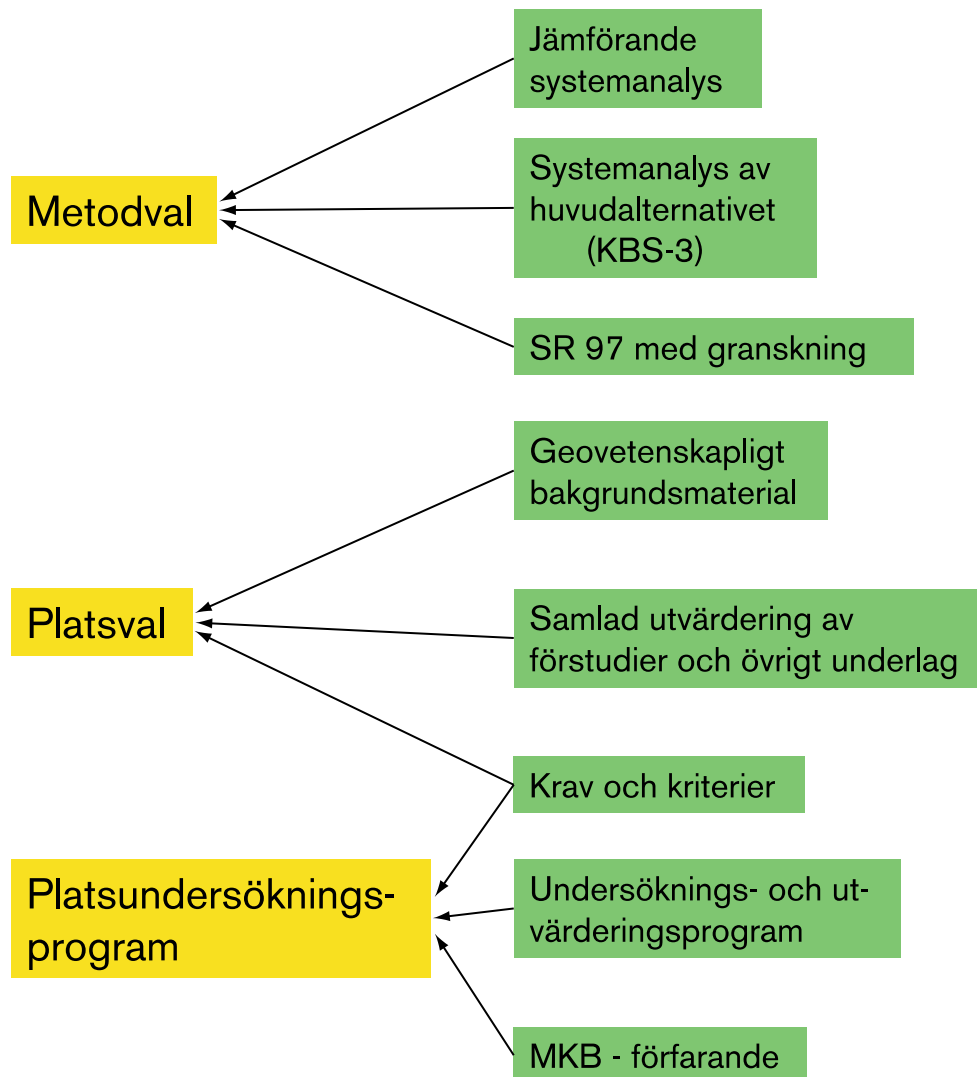 Jämförande
systemanalys
Metodval
Systemanalys av
huvudalternativet
(KBS-3)
SR 97 med granskning
Geovetenskapligt
bakgrundsmaterial
Platsval
Samlad utvärdering av
förstudier och övrigt underlag
Krav och kriterier
Platsundersöknings-
program
Undersöknings- och ut-
värderingsprogram
MKB - förfarande